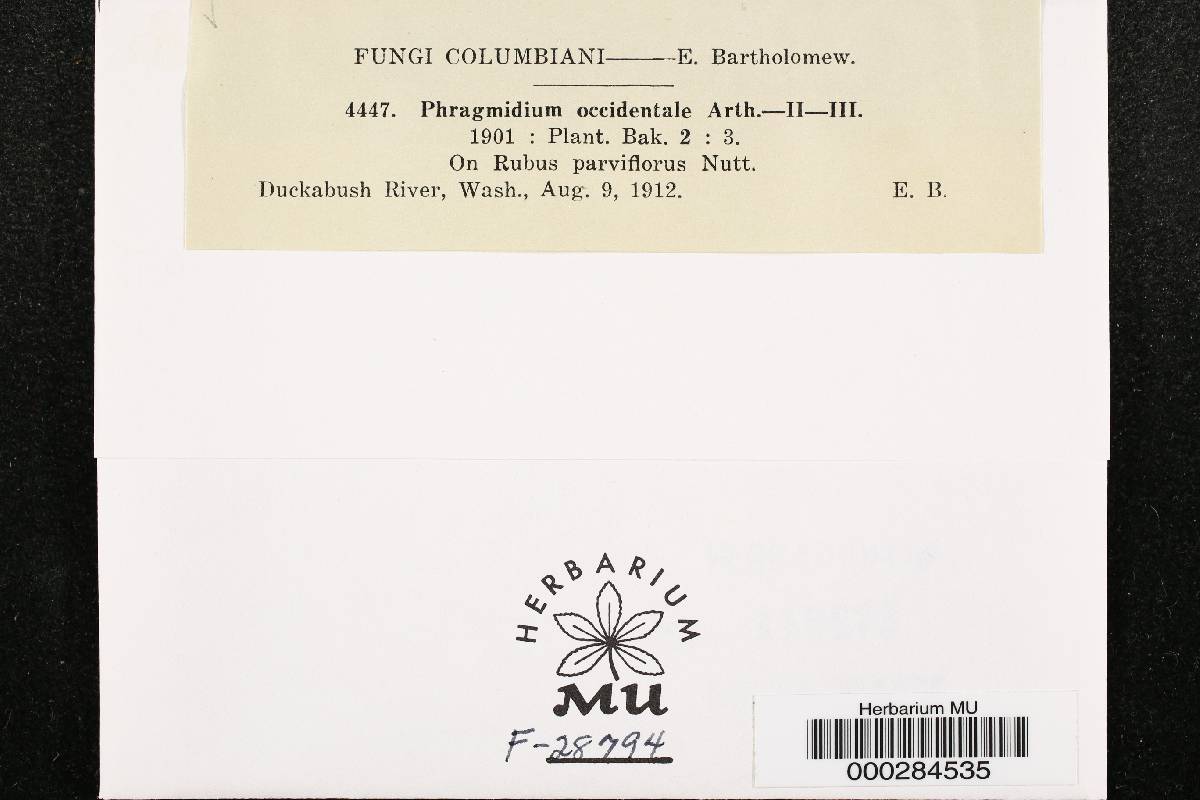 FUNGI COLUMBIANI———E. Bartholomew.
4447. Phragmidium occidentale Arth.—II—III.
1901 : Plant. Bak. 2 : 3.
On Rubus parviflorus Nutt.
Duckabush River, Wash., Aug. 9, 1912. E. B.
HERBARIUM
MU
F-28794
Herbarium MU
000284535